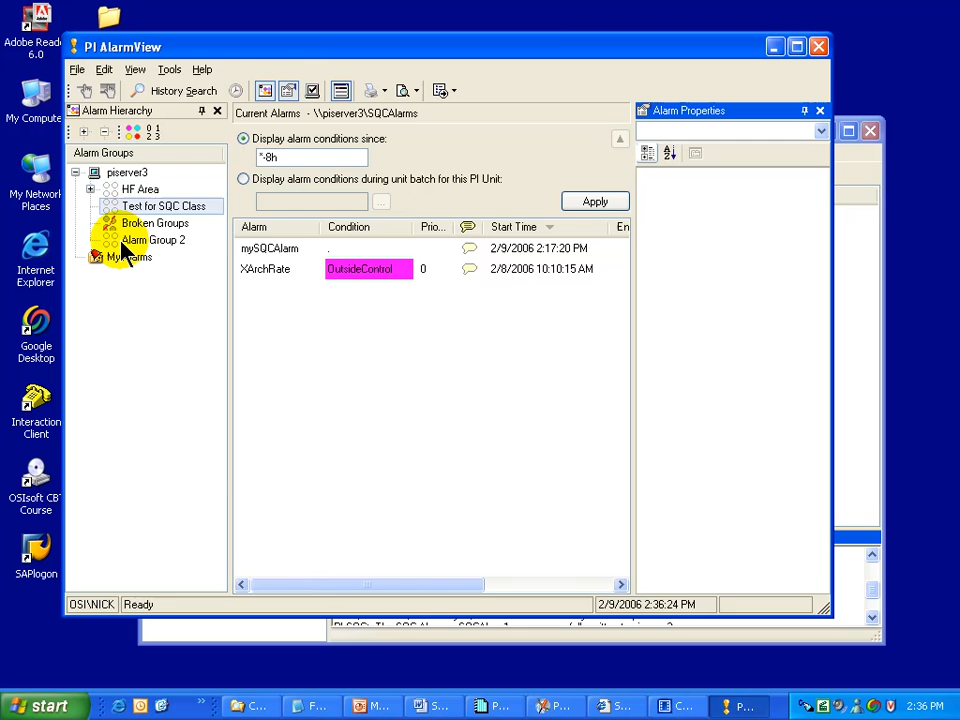 Adobe Read
6.0
My Compute
My Network
Places
Internet
Explorer
Google
Desktop
Interaction
Client
OSIsoft CBT
Course
SAPlogon
PI AlarmView
File Edit View Tools Help
History Search
Alarm Hierarchy
Alarm Groups
piserver3
HF Area
Test for SQC Class
Broken Groups
Alarm Group 2
My Alarms
Current Alarms - \\piserver3\SQCAlarms
Display alarm conditions since:
*-8h
Display alarm conditions during unit batch for this PI Unit:
...
Apply
Alarm Condition Prio... Start Time En
mySQCAlarm . 2/9/2006 2:17:20 PM
XArchRate OutsideControl 0 2/8/2006 10:10:15 AM
Alarm Properties
OSI\NICK Ready 2/9/2006 2:36:24 PM
start C... F... M... S... P... P... S... C... P... 2:36 PM